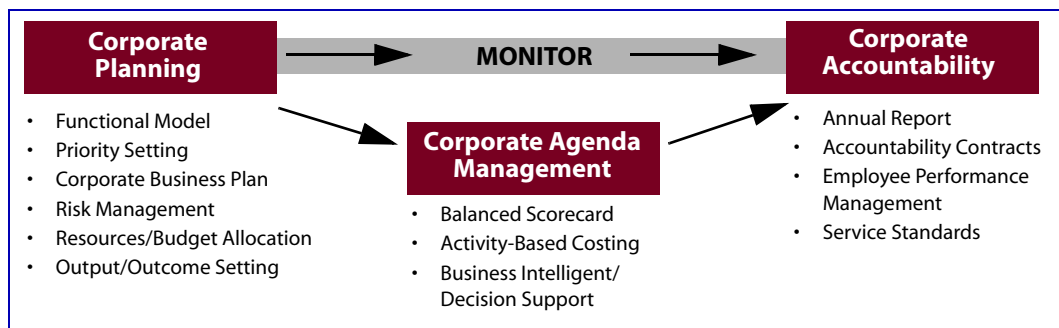 Corporate
Planning
• Functional Model
• Priority Setting
• Corporate Business Plan
• Risk Management
• Resources/Budget Allocation
• Output/Outcome Setting
MONITOR
Corporate Agenda
Management
• Balanced Scorecard
• Activity-Based Costing
• Business Intelligent/
Decision Support
Corporate
Accountability
• Annual Report
• Accountability Contracts
• Employee Performance
Management
• Service Standards